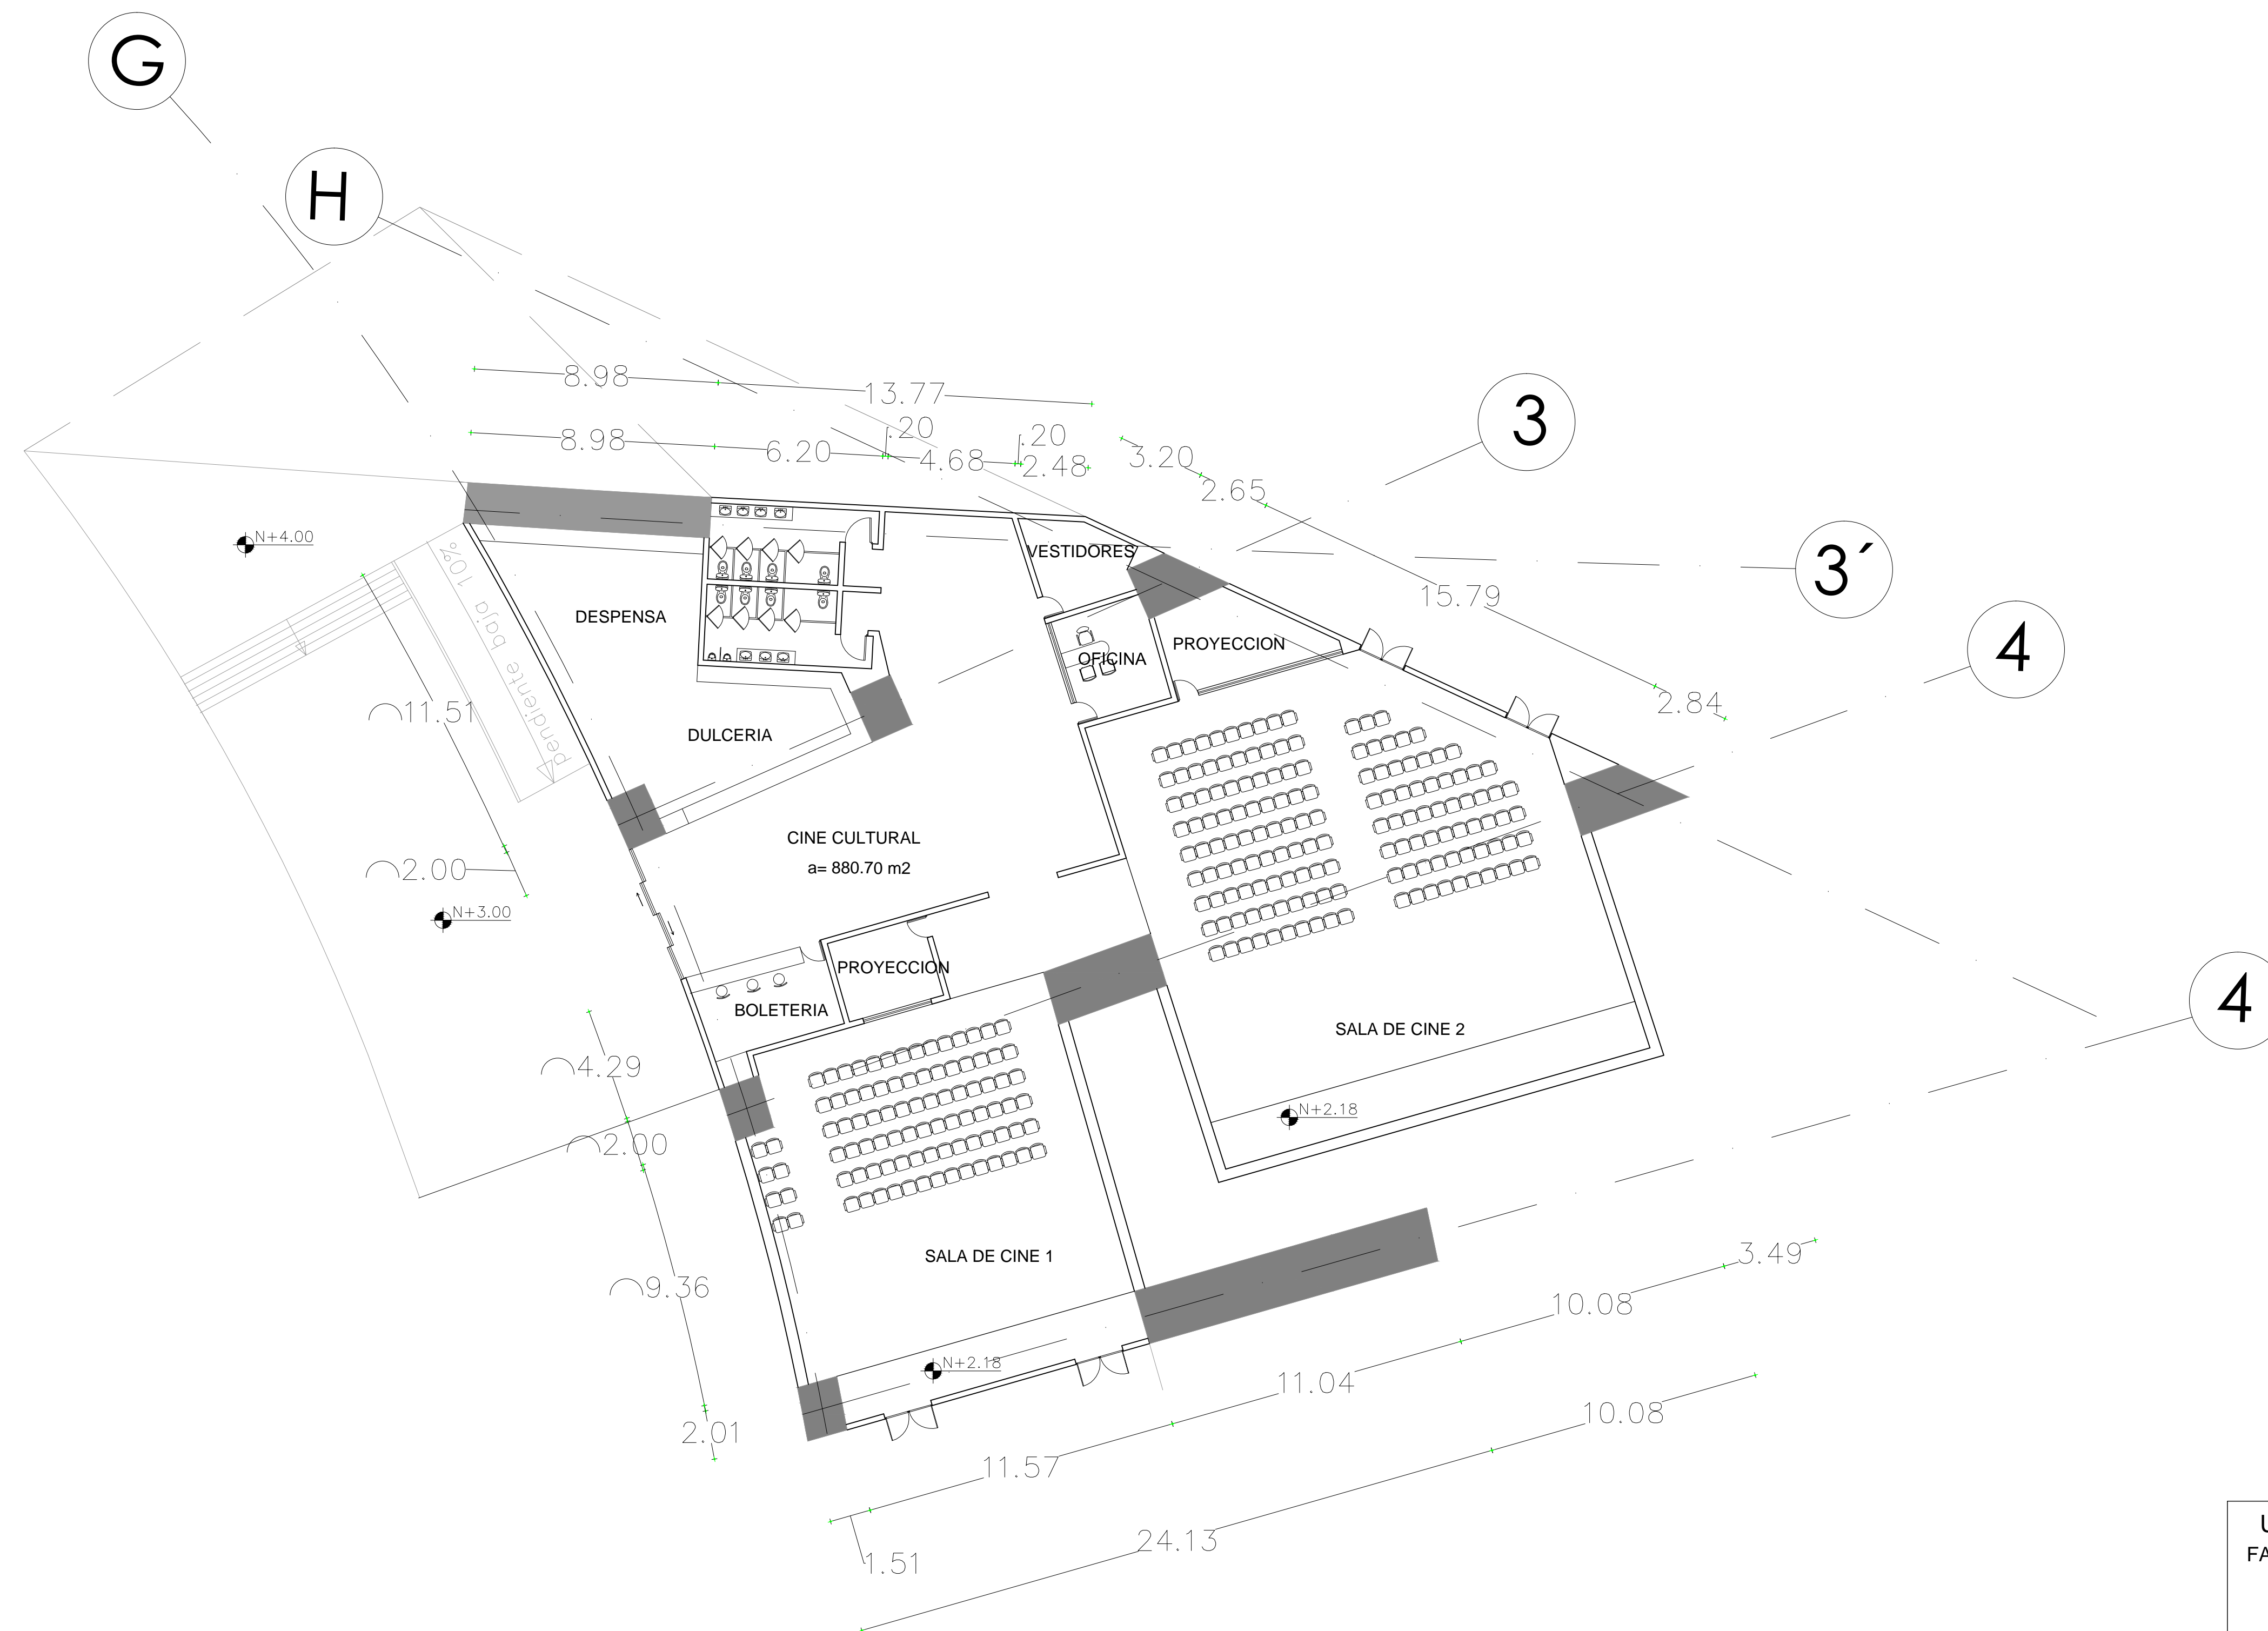 G
H
8.98
13.77
3
8.98
6.20
.20
4.68
.20
2.48
3.20
2.65
N+4.00
pendiente baja 10%
VESTIDORES
3´
15.79
DESPENSA
PROYECCION
OFICINA
4
2.84
11.51
DULCERIA
CINE CULTURAL
a= 880.70 m2
2.00
N+3.00
PROYECCION
BOLETERIA
SALA DE CINE 2
4
4.29
N+2.18
2.00
SALA DE CINE 1
9.36
3.49
10.08
N+2.18
11.04
2.01
10.08
11.57
24.13
1.51
U
FA